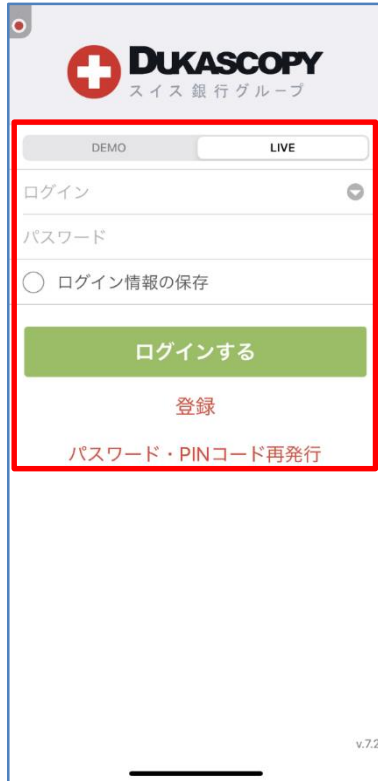 DUKASCOPY
スイス銀行グループ
DEMO LIVE
ログイン
パスワード
ログイン情報の保存
ログインする
登録
パスワード・PINコード再発行
v.7.2